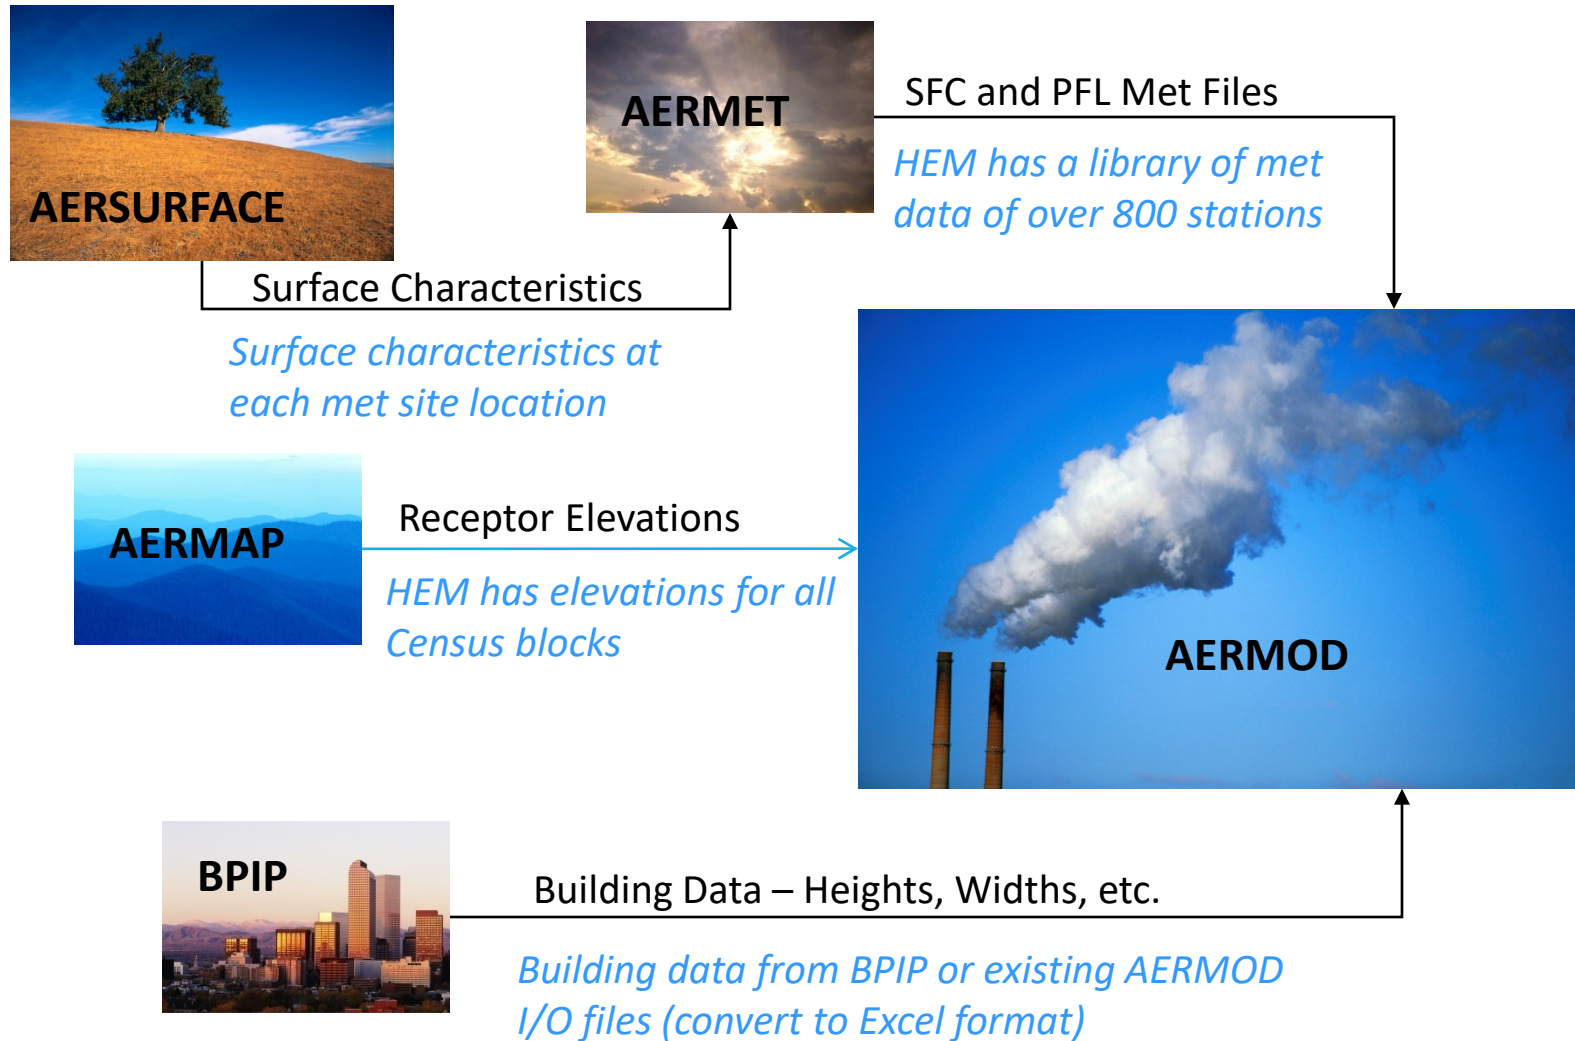 AERSURFACE
AERMET
SFC and PFL Met Files
HEM has a library of met
data of over 800 stations
Surface Characteristics
Surface characteristics at
each met site location
AERMAP
Receptor Elevations
HEM has elevations for all
Census blocks
AERMOD
BPIP
Building Data – Heights, Widths, etc.
Building data from BPIP or existing AERMOD
I/O files (convert to Excel format)